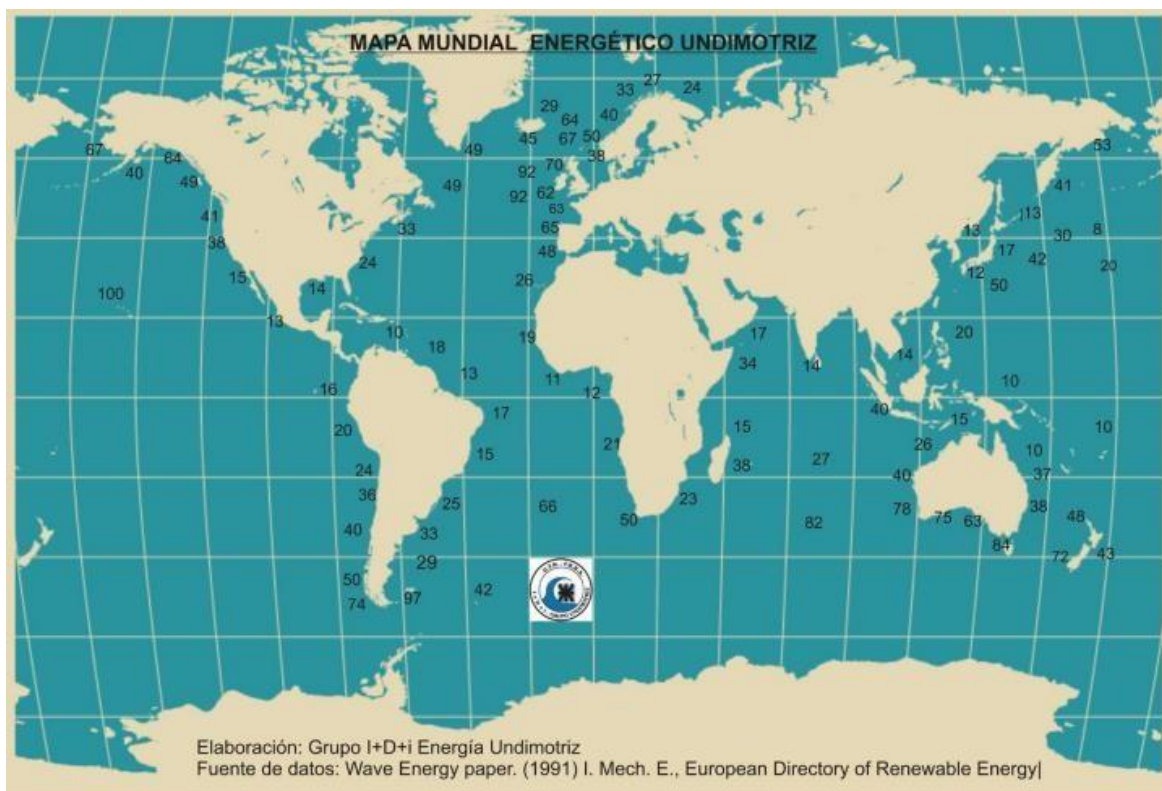 MAPA MUNDIAL ENERGÉTICO UNDIMOTRIZ
27
33 24
29 40
64
45 67 50
49 38
67 64 53
70
40 49 92
49 92 62 41
63 13
41 33 65 13 30 8
38 48 17 42
24 12 20
15 14 26 50
100
13 10 19 17 20
18 34 14
13 11 14
16 12 10
40
20 17 21 15 15 10
15 26 10
24 38 27 40 37
36 25 66 23 78 38
50 82 75 63 48
40 33 84
29 72 43
50 42
74 97
Elaboración: Grupo I+D+i Energía Undimotriz
Fuente de datos: Wave Energy paper. (1991) I. Mech. E., European Directory of Renewable Energy|